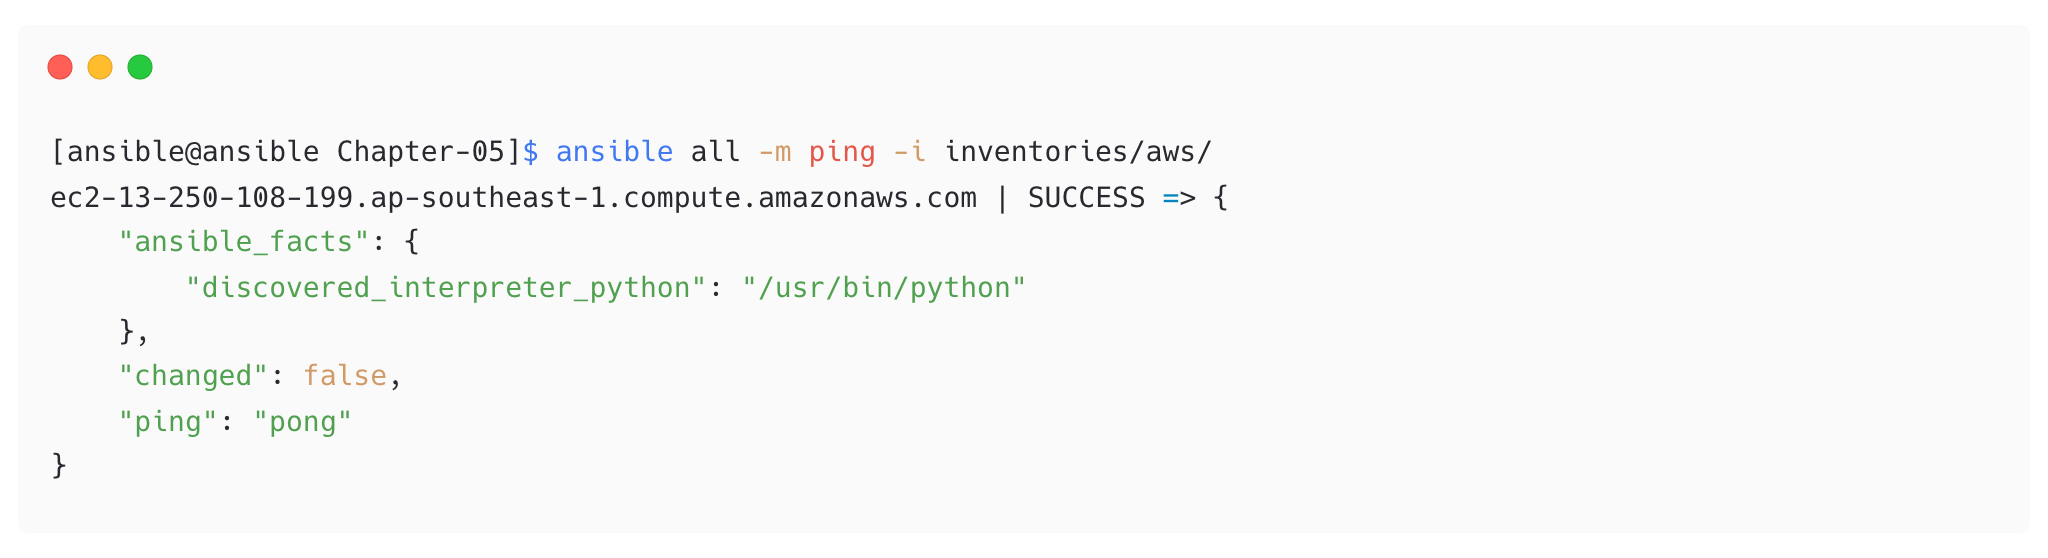 [ansible@ansible Chapter-05]$ ansible all -m ping -i inventories/aws/
ec2-13-250-108-199.ap-southeast-1.compute.amazonaws.com | SUCCESS => {
    "ansible_facts": {
        "discovered_interpreter_python": "/usr/bin/python"
    },
    "changed": false,
    "ping": "pong"
}